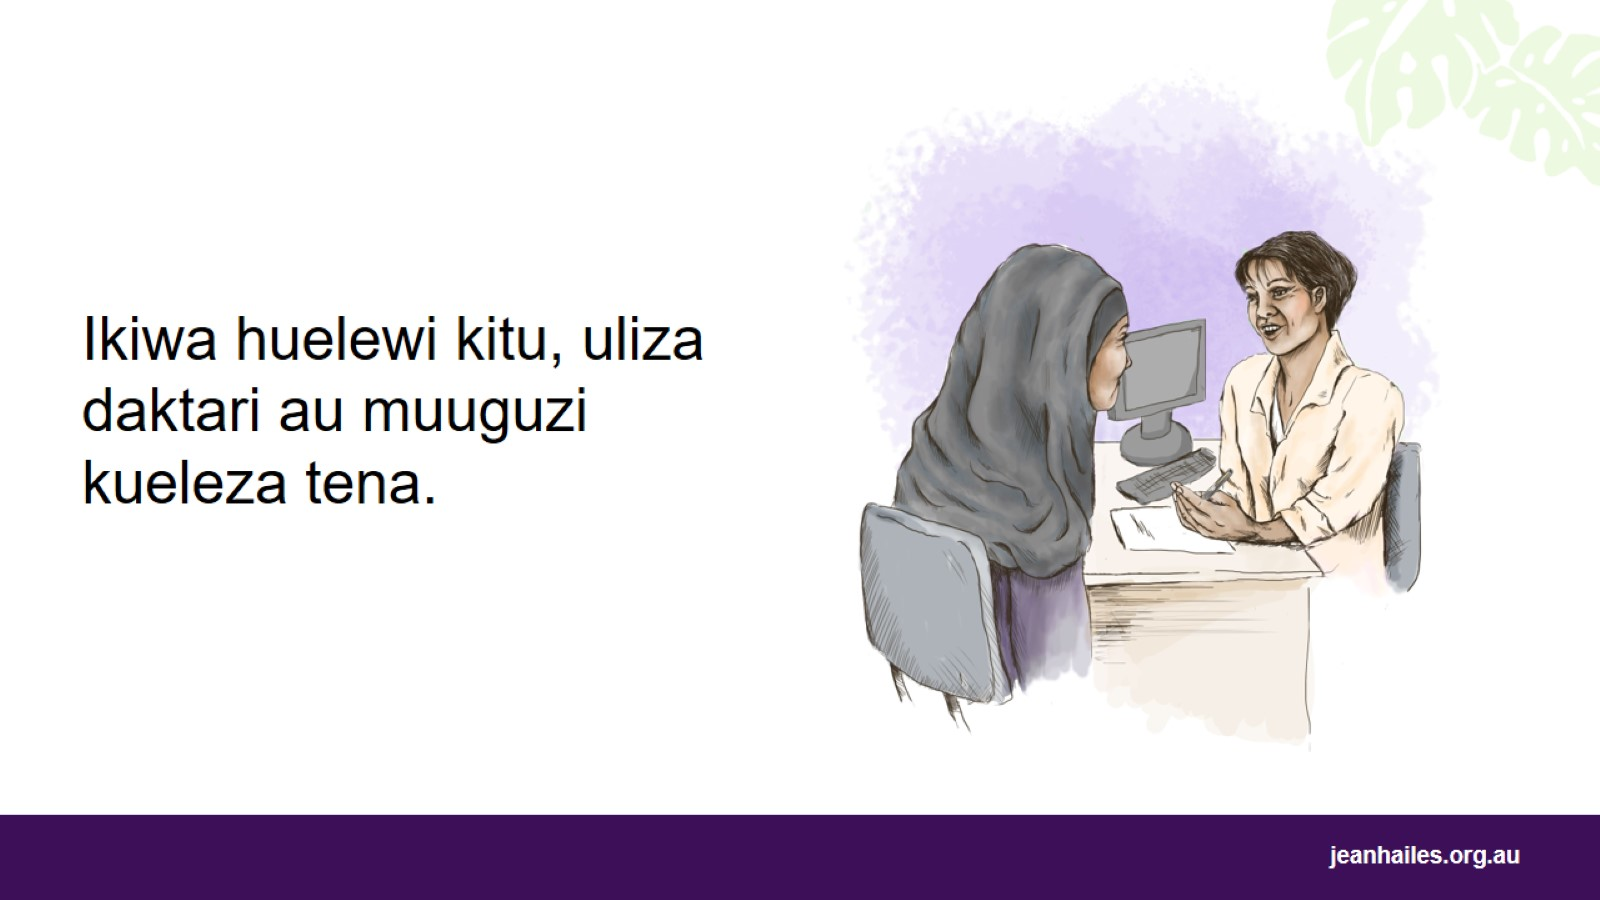 Ikiwa huelewi kitu, uliza
daktari au muuguzi
kueleza tena.
jeanhailes.org.au